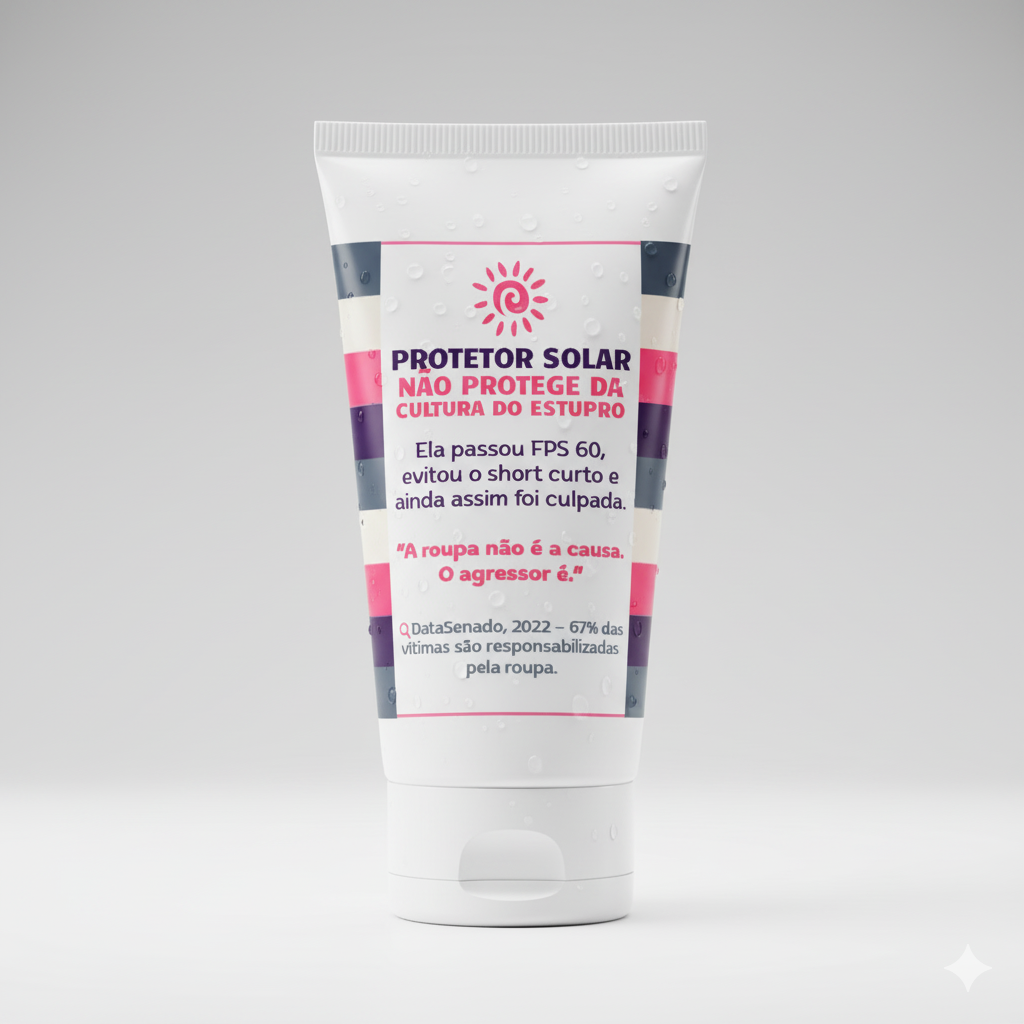 PROTETOR SOLAR
NÃO PROTEGE DA
CULTURA DO ESTUPRO
Ela passou FPS 60,
evitou o short curto e
ainda assim foi culpada.
"A roupa não é a causa.
O agressor é."
DataSenado, 2022 – 67% das
vítimas são responsabilizadas
pela roupa.